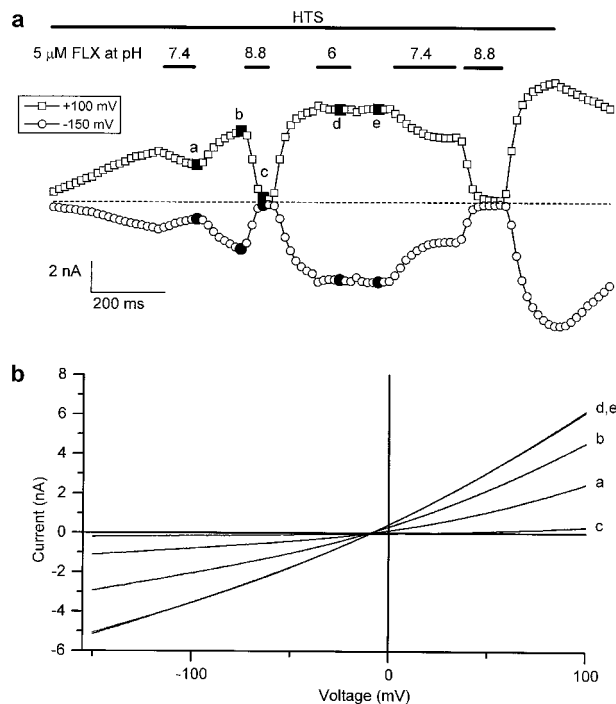 a
HTS
5 μM FLX at pH 7.4 8.8 6 7.4 8.8
+100 mV
-150 mV
a
b
c
d
e
2 nA
200 ms
b
8
6
4
2
0
-2
-4
-6
Current (nA)
d,e
b
a
c
-100 0 100
Voltage (mV)